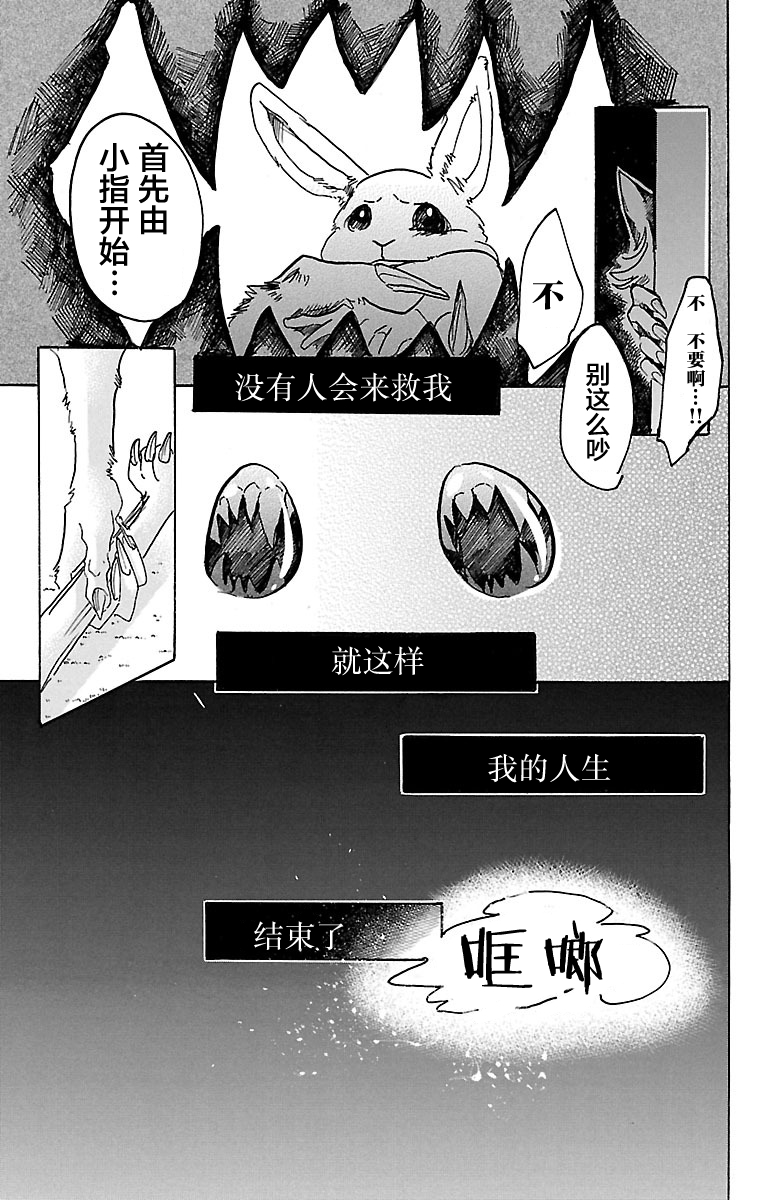 不 不要啊…!!
别这么吵
不
首先由
小指开始…
没有人会来救我
就这样
我的人生
结束了
哐啷